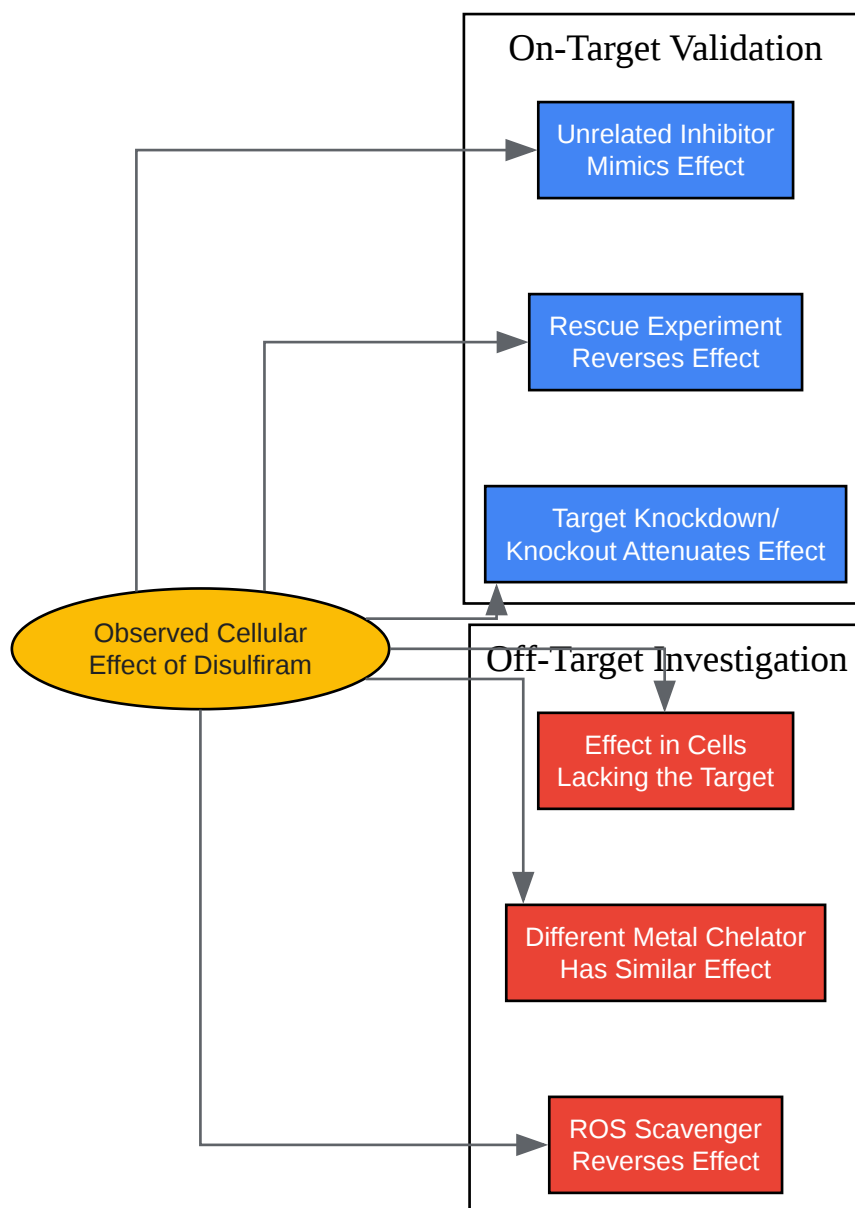 On-Target Validation
Unrelated Inhibitor
Mimics Effect
Rescue Experiment
Reverses Effect
Target Knockdown/
Knockout Attenuates Effect
Observed Cellular
Effect of Disulfiram
Off-Target Investigation
Effect in Cells
Lacking the Target
Different Metal Chelator
Has Similar Effect
ROS Scavenger
Reverses Effect